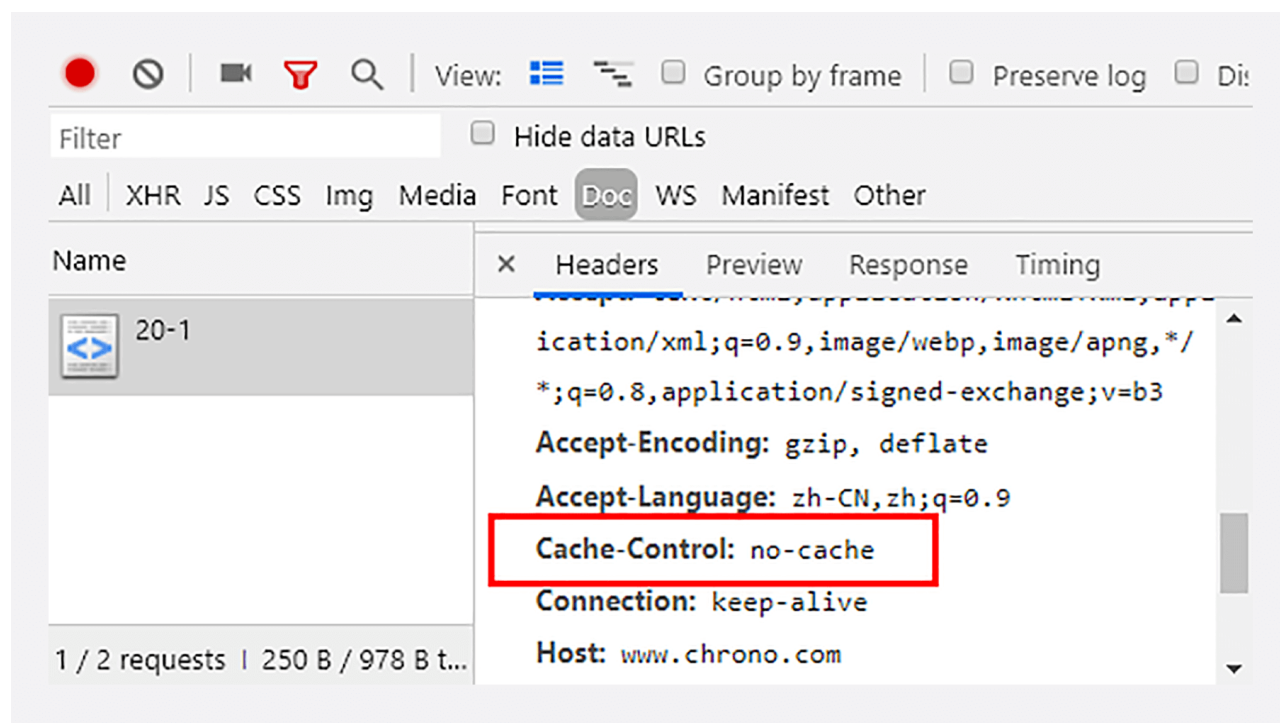 View: Group by frame Preserve log
Filter Hide data URLs
All XHR JS CSS Img Media Font Doc WS Manifest Other
Name
Headers Preview Response Timing
20-1
ication/xml;q=0.9,image/webp,image/apng,*/
*;q=0.8,application/signed-exchange;v=b3
Accept-Encoding: gzip, deflate
Accept-Language: zh-CN,zh;q=0.9
Cache-Control: no-cache
Connection: keep-alive
Host: www.chrono.com
1 / 2 requests | 250 B / 978 B t...